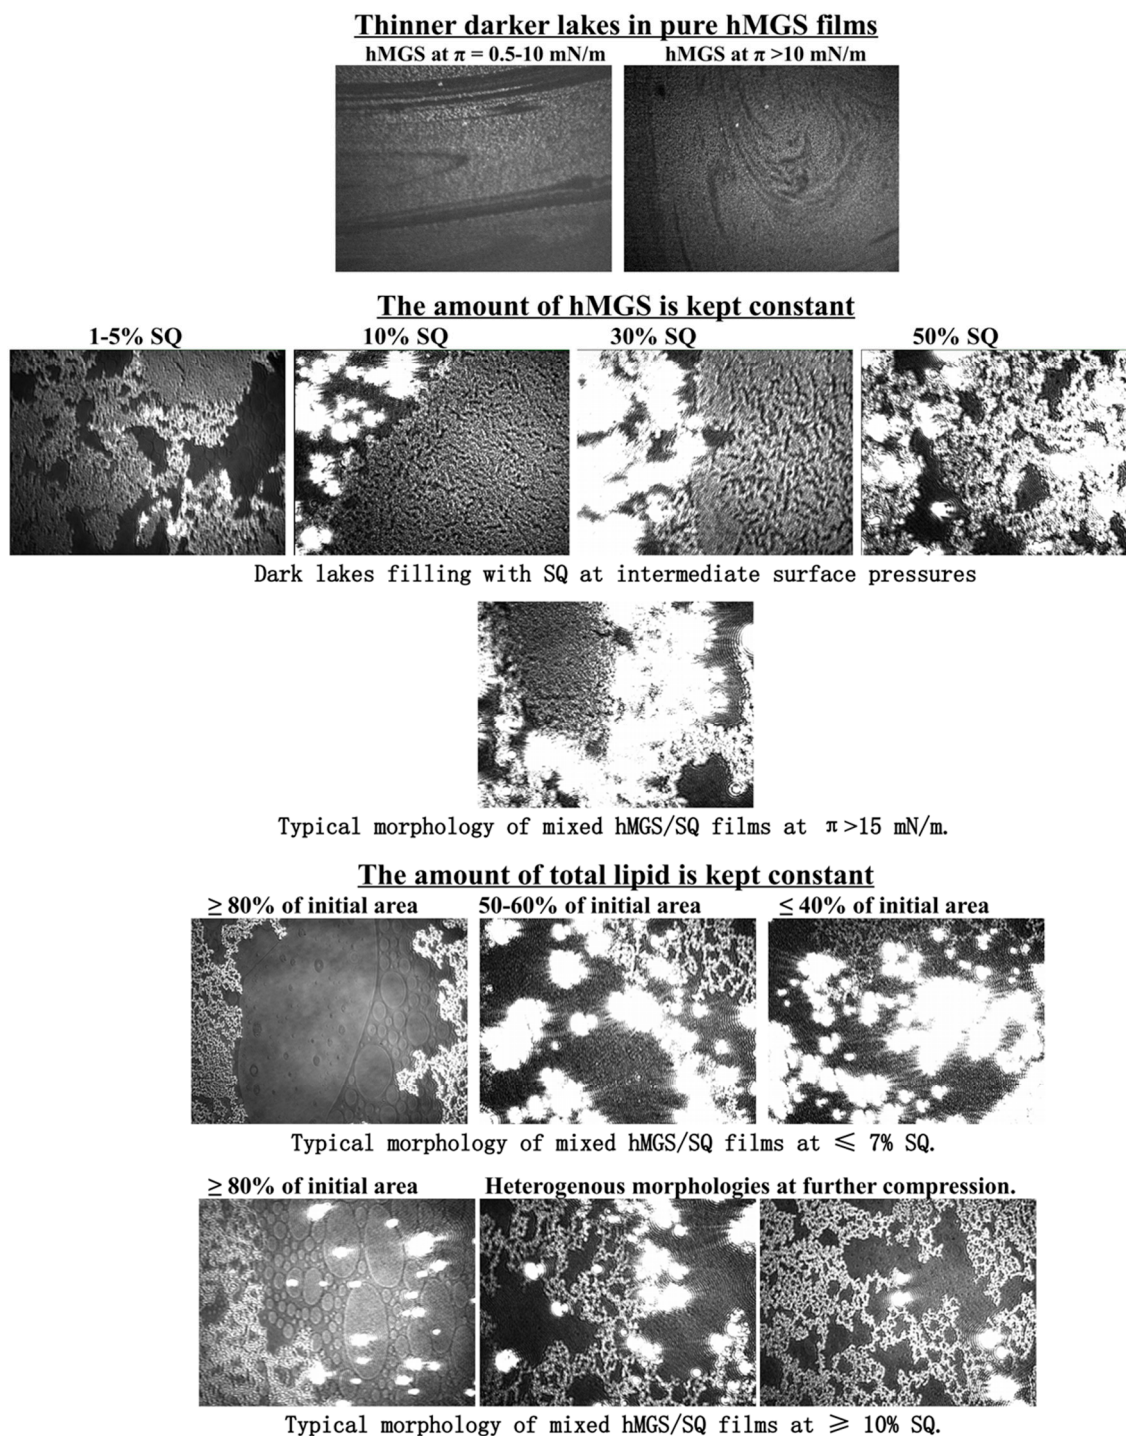 Thinner darker lakes in pure hMGS films
hMGS at π = 0.5-10 mN/m hMGS at π >10 mN/m
The amount of hMGS is kept constant
1-5% SQ 10% SQ 30% SQ 50% SQ
Dark lakes filling with SQ at intermediate surface pressures
Typical morphology of mixed hMGS/SQ films at π>15 mN/m.
The amount of total lipid is kept constant
≥ 80% of initial area 50-60% of initial area ≤ 40% of initial area
Typical morphology of mixed hMGS/SQ films at ≤ 7% SQ.
≥ 80% of initial area Heterogenous morphologies at further compression.
Typical morphology of mixed hMGS/SQ films at ≥ 10% SQ.